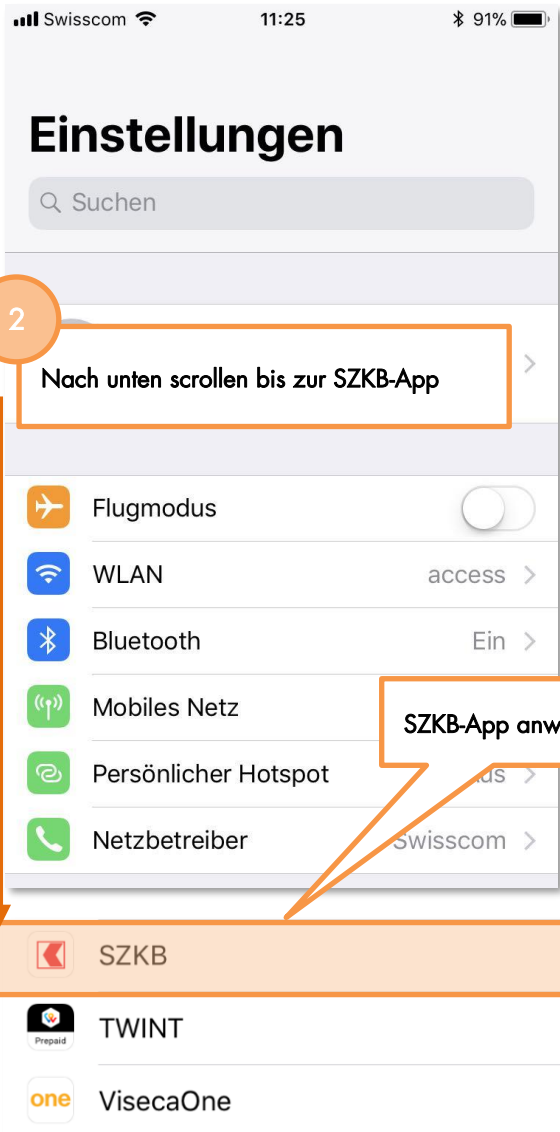 Swisscom 11:25 91%
Einstellungen
Suchen
2
Nach unten scrollen bis zur SZKB-App
Flugmodus
WLAN access
Bluetooth Ein
Mobiles Netz
SZKB-App
Persönlicher Hotspot
Netzbetreiber Swisscom
SZKB
Prepaid
TWINT
one
VisecaOne